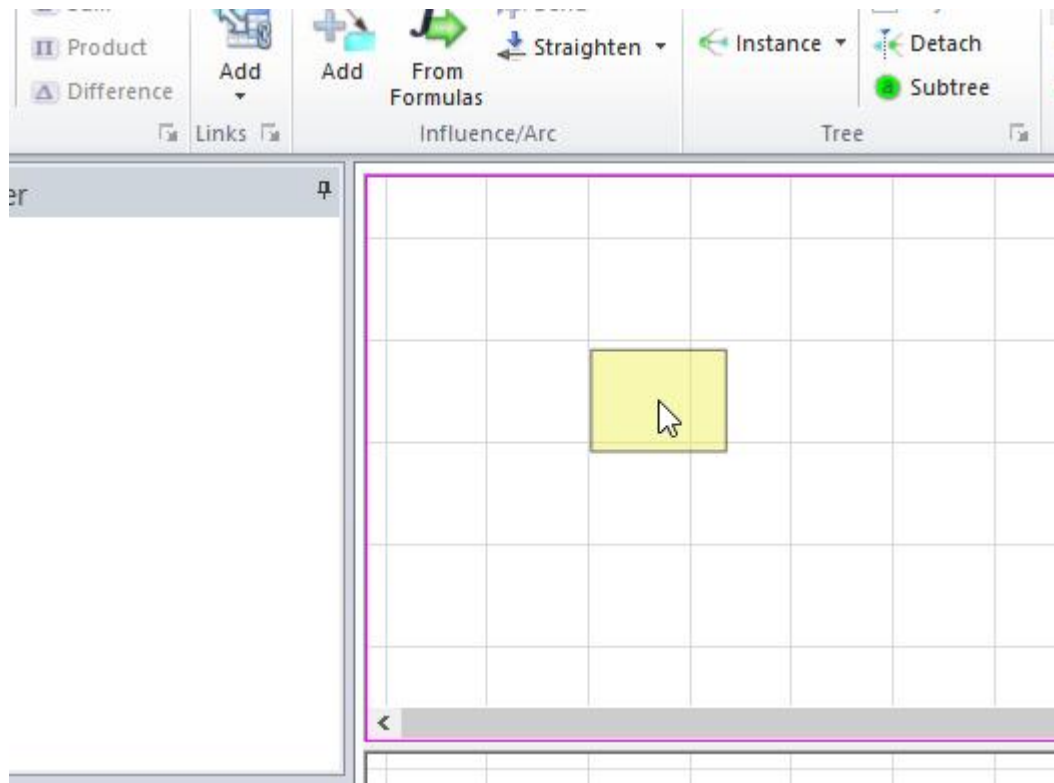 Product
Difference
Add
Links
Add
From
Formulas
Straighten
Influence/Arc
Instance
Detach
Subtree
Tree
er